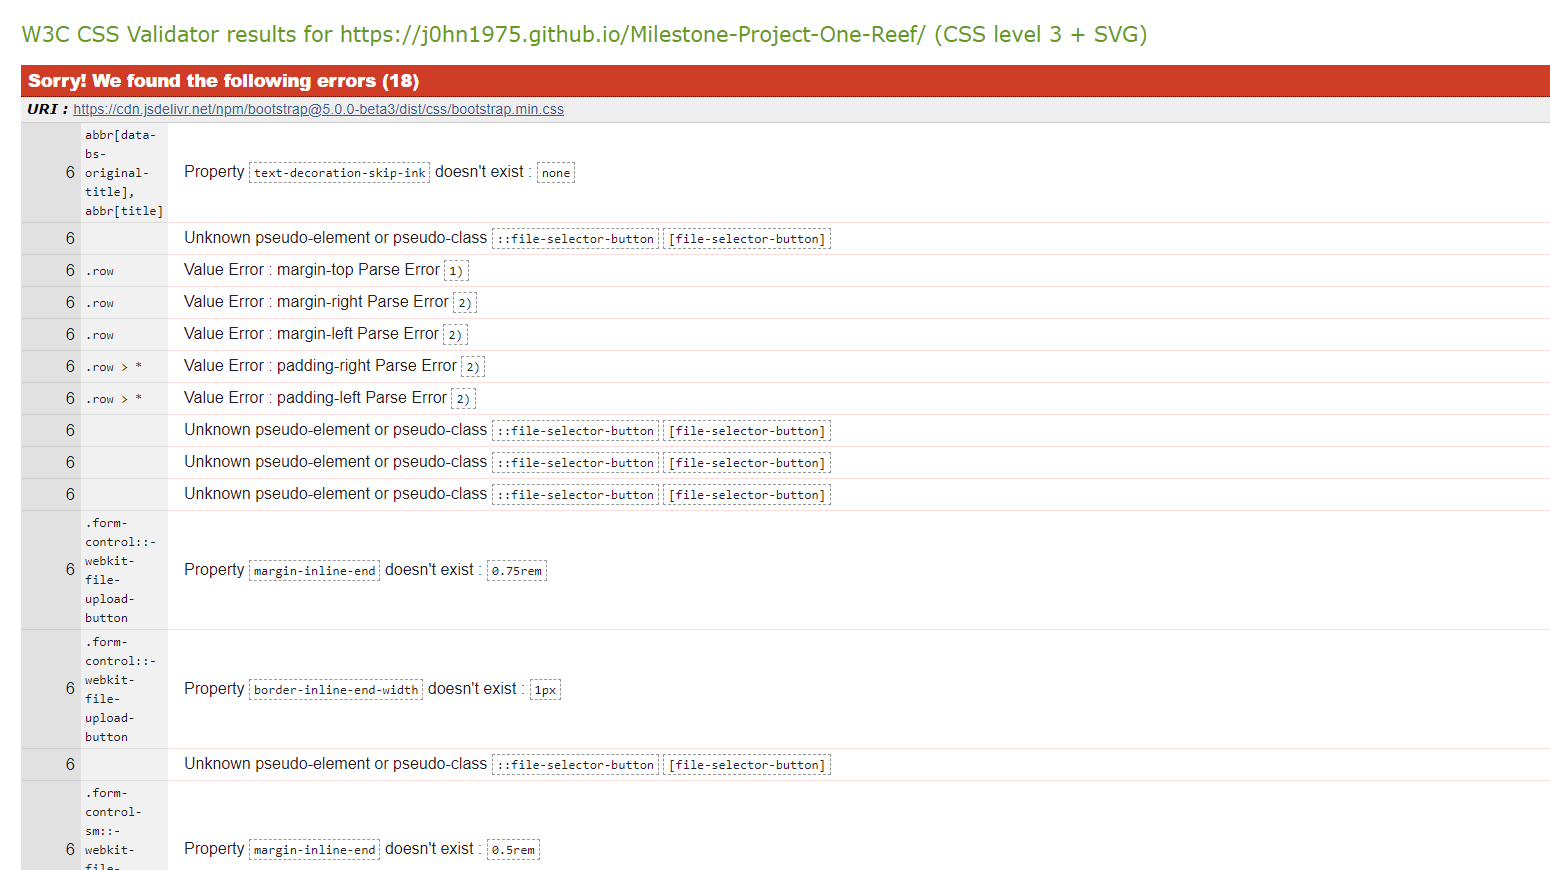 W3C CSS Validator results for https://j0hn1975.github.io/Milestone-Project-One-Reef/ (CSS level 3 + SVG)
Sorry! We found the following errors (18)
URI : https://cdn.jsdelivr.net/npm/bootstrap@5.0.0-beta3/dist/css/bootstrap.min.css
6 abbr[data-
bs-
original-
title],
abbr[title] Property text-decoration-skip-ink doesn't exist : none
6 Unknown pseudo-element or pseudo-class ::file-selector-button [file-selector-button]
6 .row Value Error : margin-top Parse Error 1)
6 .row Value Error : margin-right Parse Error 2)
6 .row Value Error : margin-left Parse Error 2)
6 .row > * Value Error : padding-right Parse Error 2)
6 .row > * Value Error : padding-left Parse Error 2)
6 Unknown pseudo-element or pseudo-class ::file-selector-button [file-selector-button]
6 Unknown pseudo-element or pseudo-class ::file-selector-button [file-selector-button]
6 Unknown pseudo-element or pseudo-class ::file-selector-button [file-selector-button]
6 .form-
control::-
webkit-
file-
upload-
button Property margin-inline-end doesn't exist : 0.75rem
6 .form-
control::-
webkit-
file-
upload-
button Property border-inline-end-width doesn't exist : 1px
6 Unknown pseudo-element or pseudo-class ::file-selector-button [file-selector-button]
6 .form-
control-
sm::-
webkit-
file- Property margin-inline-end doesn't exist : 0.5rem